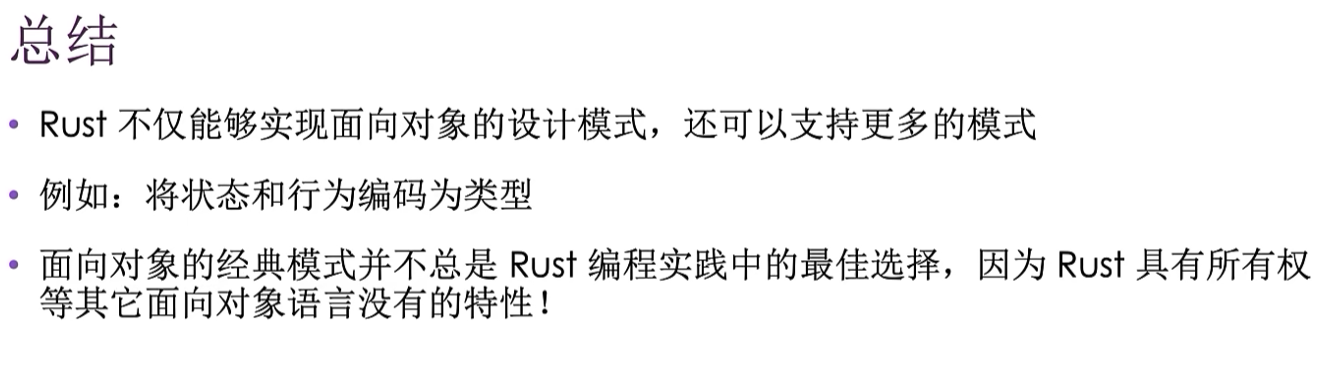 总结
• Rust 不仅能够实现面向对象的设计模式，还可以支持更多的模式
• 例如：将状态和行为编码为类型
• 面向对象的经典模式并不总是 Rust 编程实践中的最佳选择，因为 Rust 具有所有权
等其它面向对象语言没有的特性！